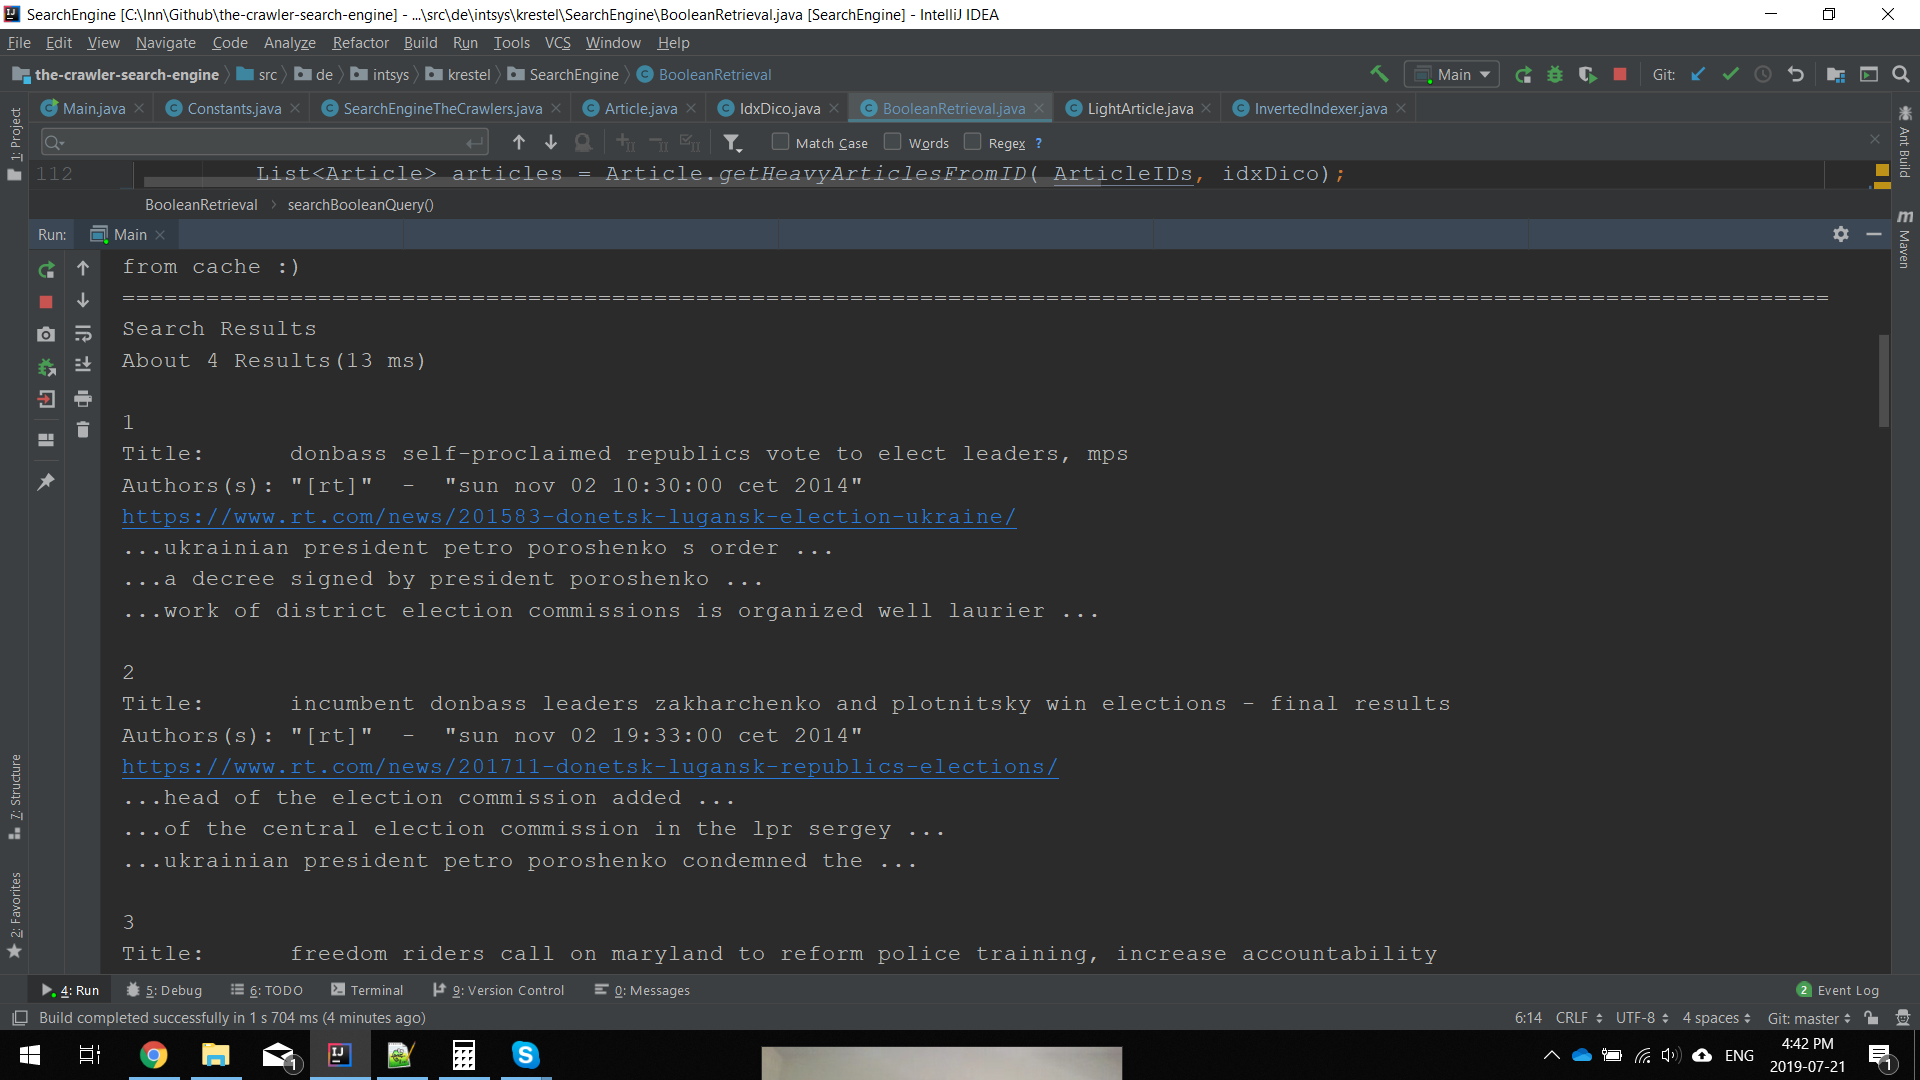 SearchEngine [C:\Inn\Github\the-crawler-search-engine] - ...\src\de\intsys\krestel\SearchEngine\BooleanRetrieval.java [SearchEngine] - IntelliJ IDEA
File Edit View Navigate Code Analyze Refactor Build Run Tools VCS Window Help
the-crawler-search-engine src de intsys krestel SearchEngine BooleanRetrieval Main Git:
Main.java Constants.java SearchEngineTheCrawlers.java Article.java IdxDico.java BooleanRetrieval.java LightArticle.java InvertedIndexer.java
Match Case Words Regex ?
112 List<Article> articles = Article.getHeavyArticlesFromID( ArticleIDs, idxDico);
BooleanRetrieval > searchBooleanQuery()
Run: Main
from cache :)
==========================================================================================================================
Search Results
About 4 Results(13 ms)
1
Title: donbass self-proclaimed republics vote to elect leaders, mps
Authors(s): "[rt]" - "sun nov 02 10:30:00 cet 2014"
https://www.rt.com/news/201583-donetsk-lugansk-election-ukraine/
...ukrainian president petro poroshenko s order ...
...a decree signed by president poroshenko ...
...work of district election commissions is organized well laurier ...
2
Title: incumbent donbass leaders zakharchenko and plotnitsky win elections - final results
Authors(s): "[rt]" - "sun nov 02 19:33:00 cet 2014"
https://www.rt.com/news/201711-donetsk-lugansk-republics-elections/
...head of the election commission added ...
...of the central election commission in the lpr sergey ...
...ukrainian president petro poroshenko condemned the ...
3
Title: freedom riders call on maryland to reform police training, increase accountability
1: Project
7: Structure
2: Favorites
Ant Build
m Maven
4: Run 5: Debug 6: TODO Terminal 9: Version Control 0: Messages 2 Event Log
Build completed successfully in 1 s 704 ms (4 minutes ago) 6:14 CRLF UTF-8 4 spaces Git: master
1 ENG 4:42 PM 1
2019-07-21